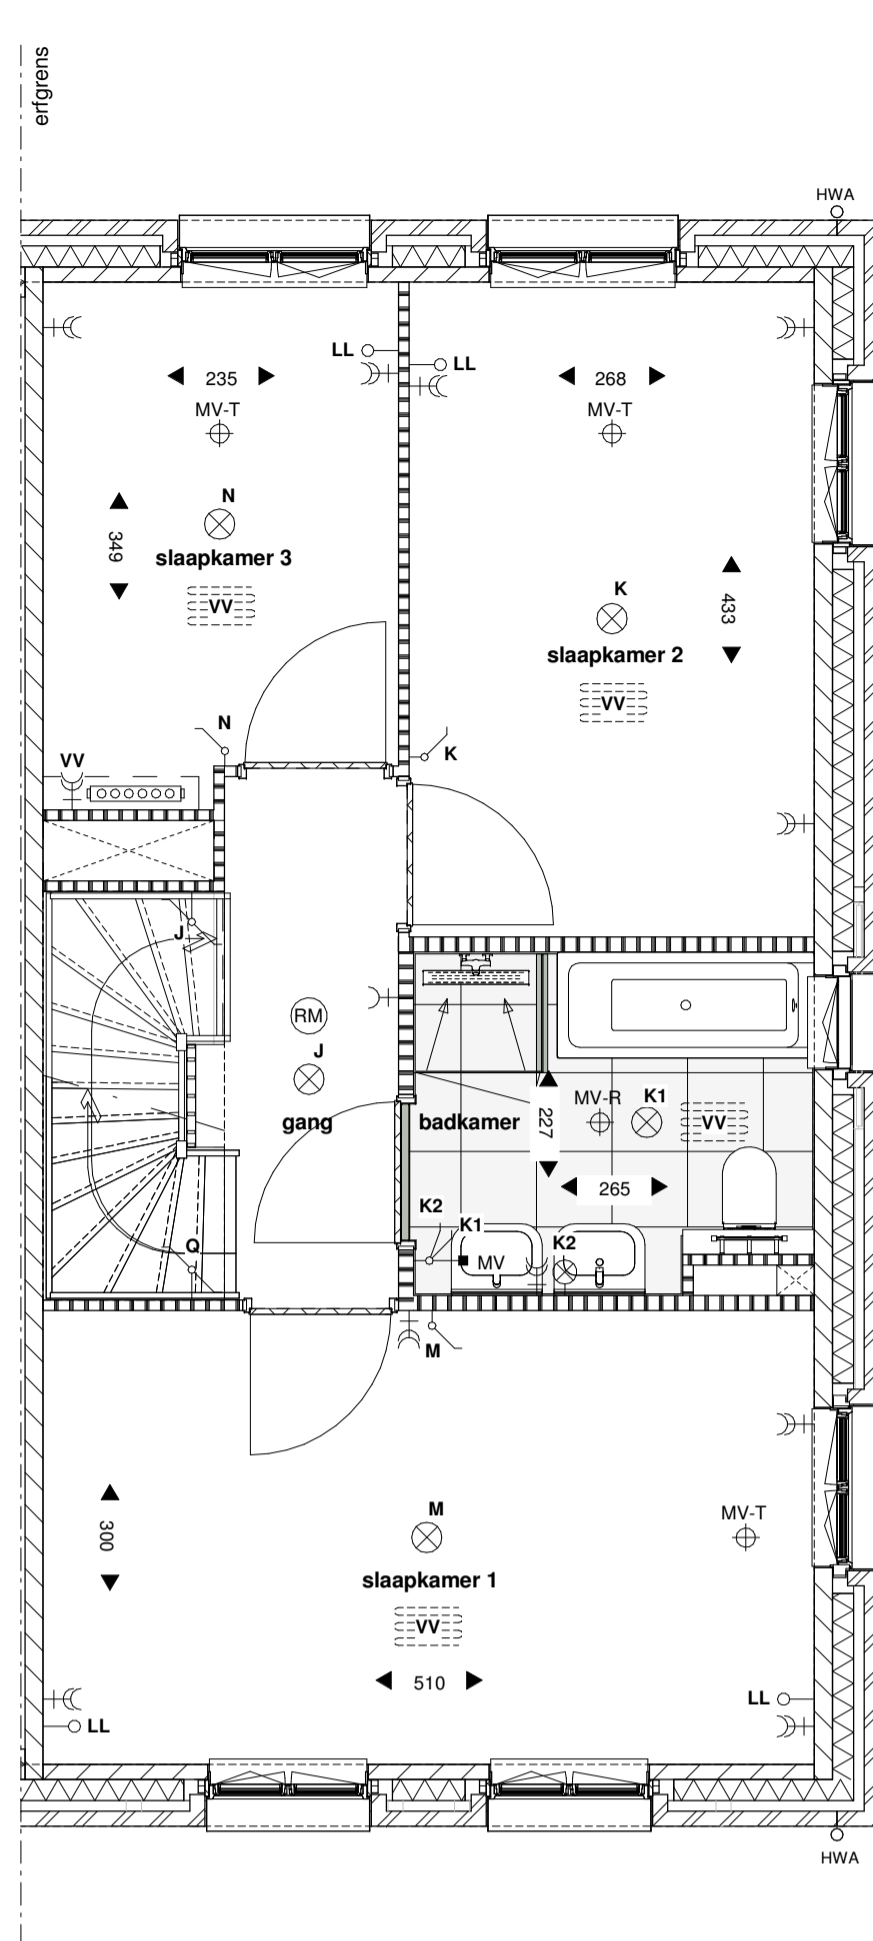 erfgrens
HWA
LL
LL
235
268
MV-T
MV-T
N
349
slaapkamer 3
VV
K
433
slaapkamer 2
VV
N
K
VV
J
RM
J
gang
badkamer
227
MV-R
K1
VV
265
K2
K1
MV
K2
Q
M
M
MV-T
300
slaapkamer 1
VV
510
LL
LL
HWA